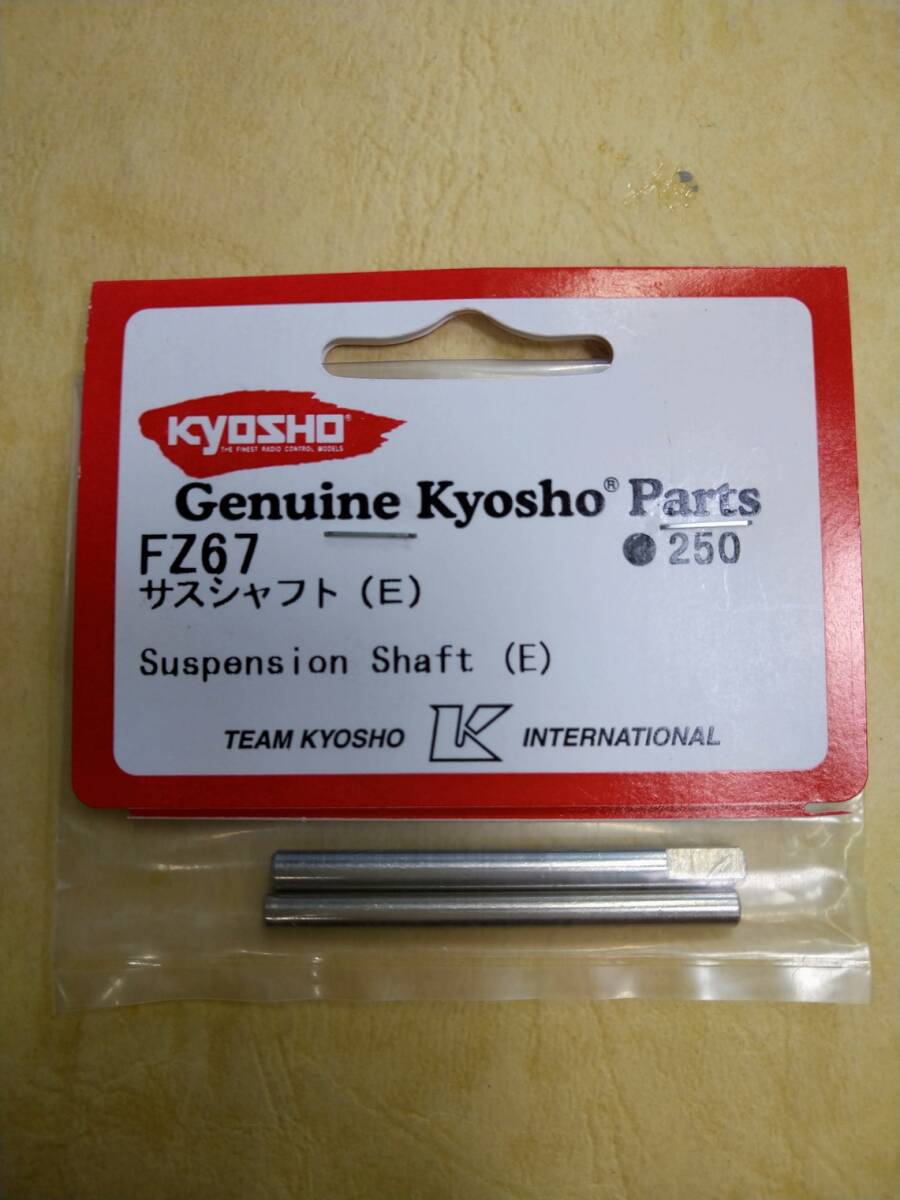 KYOSHO®
THE FINEST RADIO CONTROL MODELS
Genuine Kyosho® Parts
FZ67 ●250
サスシャフト(E)
Suspension Shaft (E)
TEAM KYOSHO K INTERNATIONAL